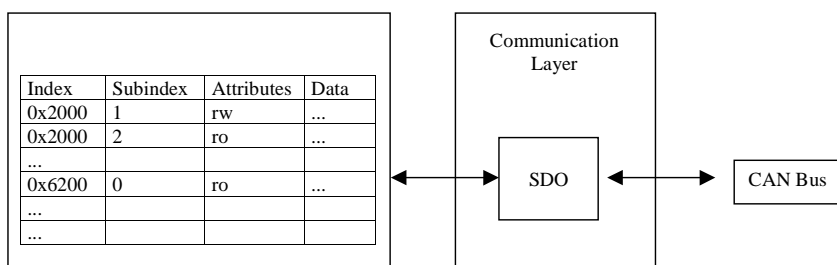 Communication
Layer
Index Subindex Attributes Data
0x2000 1 rw ...
0x2000 2 ro ...
...
0x6200 0 ro ...
...
...
SDO
CAN Bus